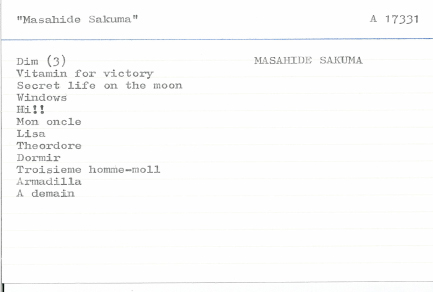 "Masahide Sakuma" A 17331
Dim (3) MASAHIDE SAKUMA
Vitamin for victory
Secret life on the moon
Windows
Hi!!
Mon oncle
Lisa
Theordore
Dormir
Troisieme homme-moll
Armadilla
A demain